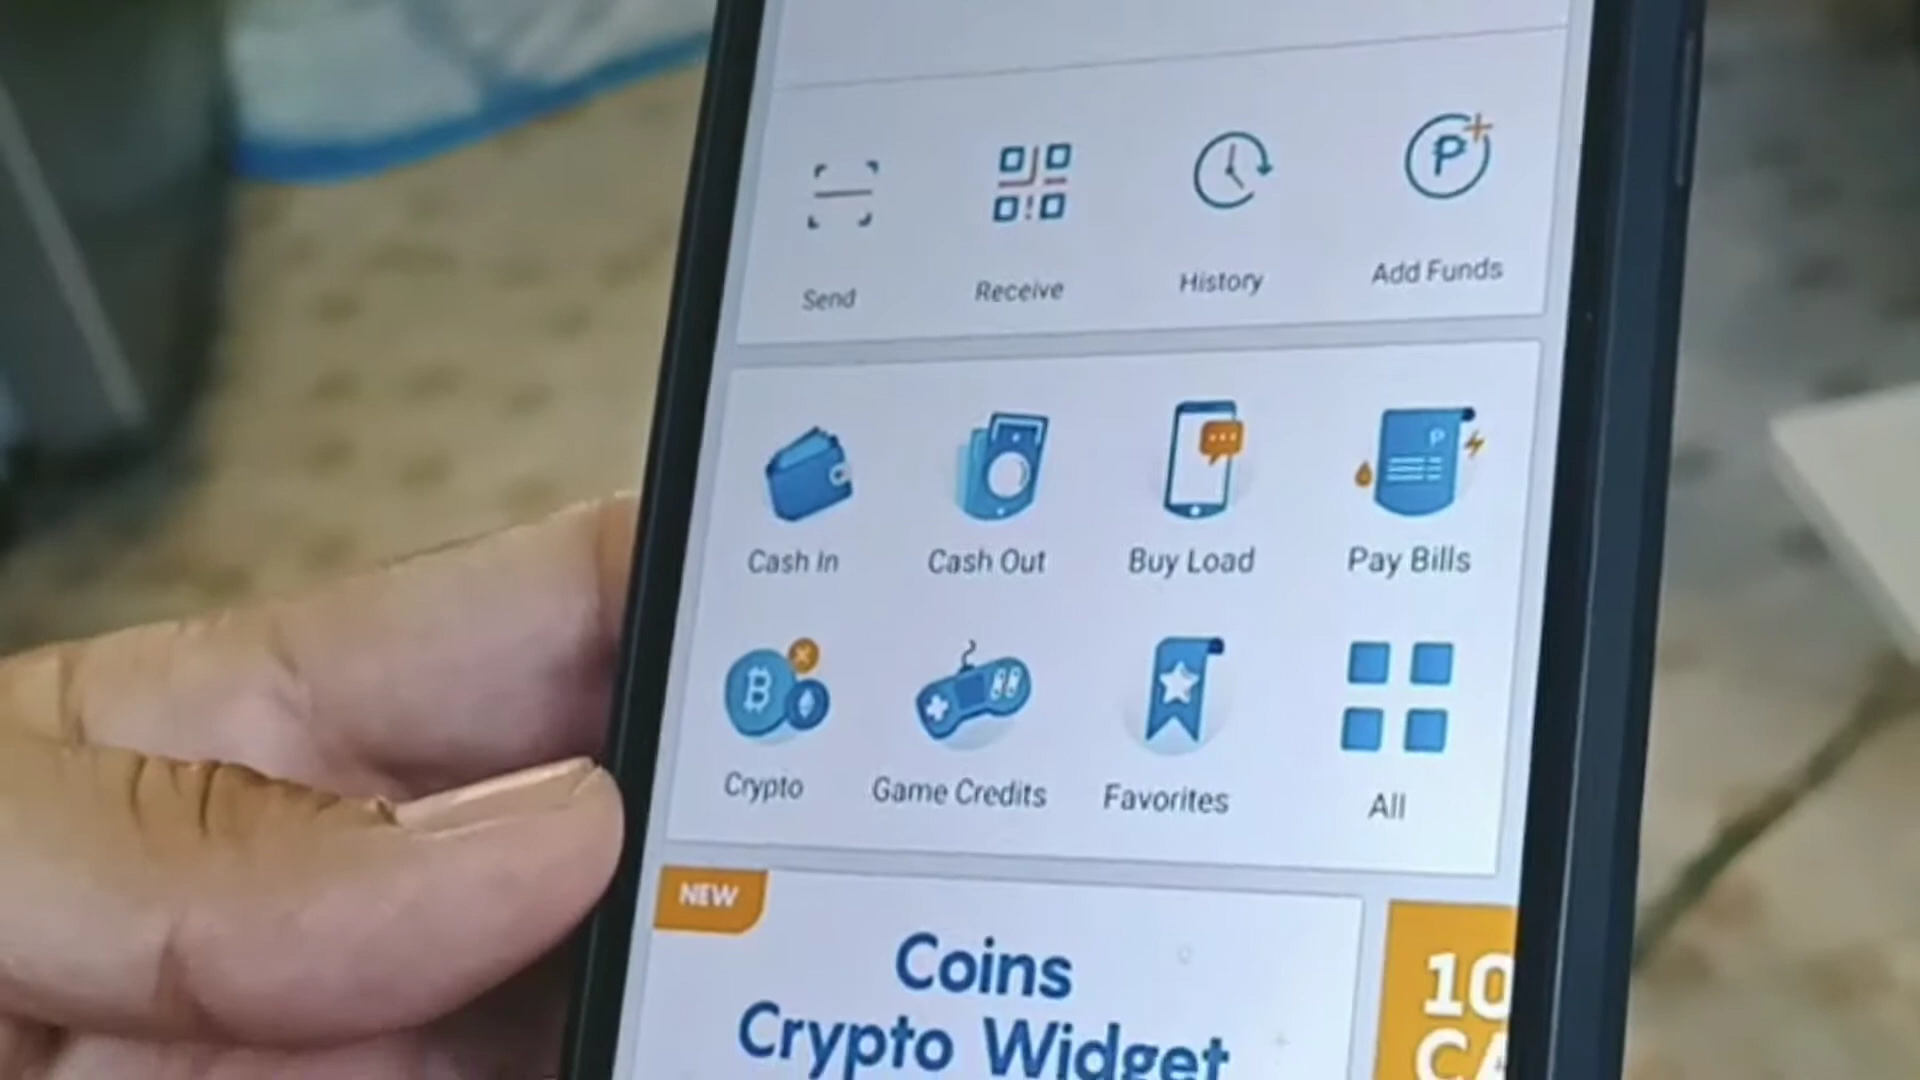 Send Receive History Add Funds
Cash In Cash Out Buy Load Pay Bills
Crypto Game Credits Favorites All
NEW
Coins
Crypto Widget
10